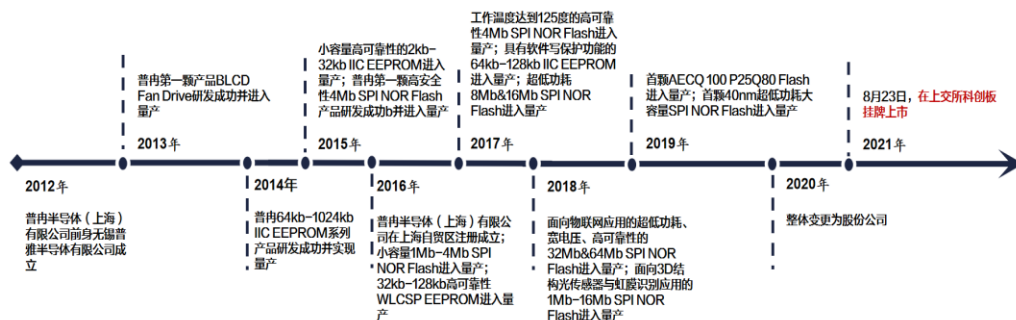 普冉第一颗产品BLCD
Fan Drive研发成功并进入
量产
2013年
小容量高可靠性的2kb-
32kb IIC EEPROM进入
量产；普冉第一颗高安全
性4Mb SPI NOR Flash
产品研发成功b并进入量产
2015年
工作温度达到125度的高可靠
性4Mb SPI NOR Flash进入
量产；具有软件写保护功能的
64kb-128kb IIC EEPROM
进入量产；超低功耗
8Mb&16Mb SPI NOR
Flash进入量产
2017年
首颗AECQ 100 P25Q80 Flash
进入量产；首颗40nm超低功耗大
容量SPI NOR Flash进入量产
2019年
8月23日，在上交所科创板
挂牌上市
2021年
2012年
普冉半导体（上海）
有限公司前身无锡普
雅半导体有限公司成
立
2014年
普冉64kb-1024kb
IIC EEPROM系列
产品研发成功并实现
量产
2016年
普冉半导体（上海）有限公
司在上海自贸区注册成立；
小容量1Mb-4Mb SPI
NOR Flash进入量产；
32kb-128kb高可靠性
WLCSP EEPROM进入量
产
2018年
面向物联网应用的超低功耗、
宽电压、高可靠性的
32Mb&64Mb SPI NOR
Flash进入量产；面向3D结
构光传感器与虹膜识别应用的
1Mb-16Mb SPI NOR
Flash进入量产
2020年
整体变更为股份公司